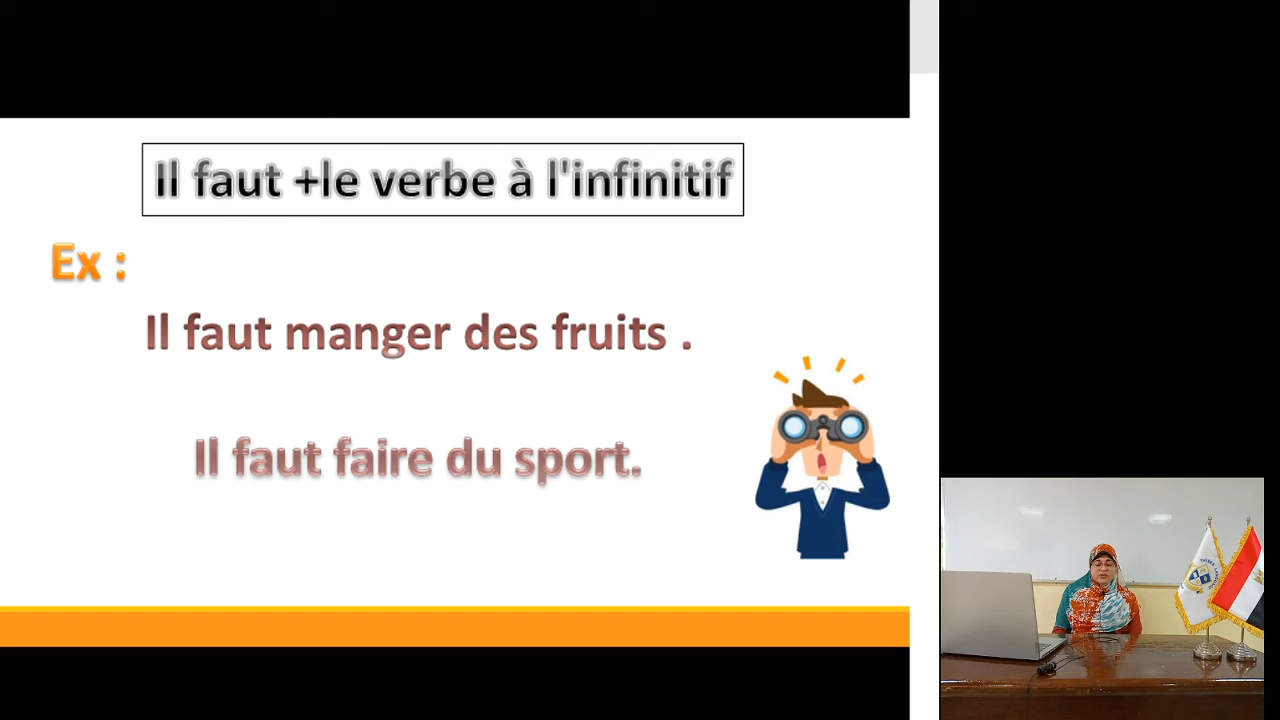 Il faut +le verbe à l'infinitif
Ex :
Il faut manger des fruits .
Il faut faire du sport.